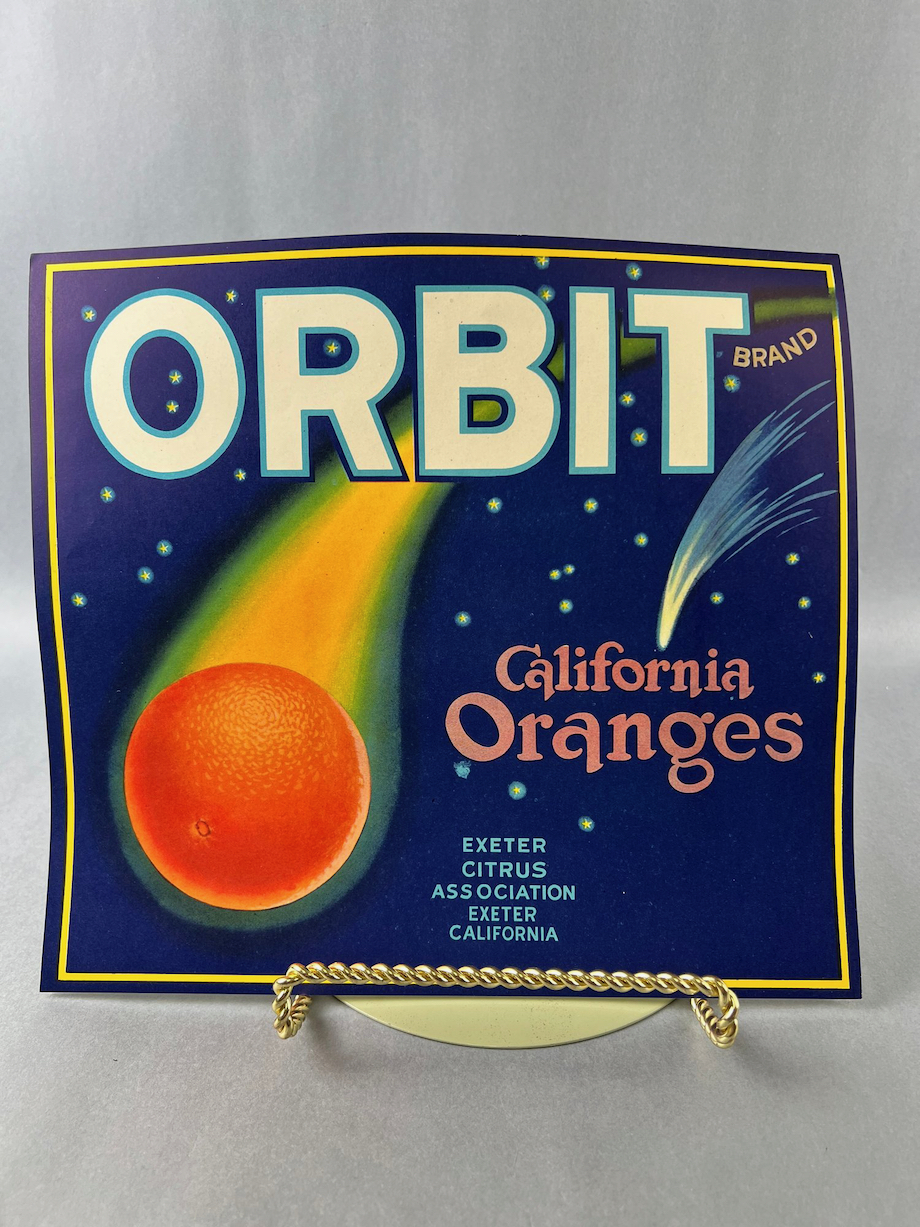 ORBIT
BRAND
California
Oranges
EXETER
CITRUS
ASSOCIATION
EXETER
CALIFORNIA